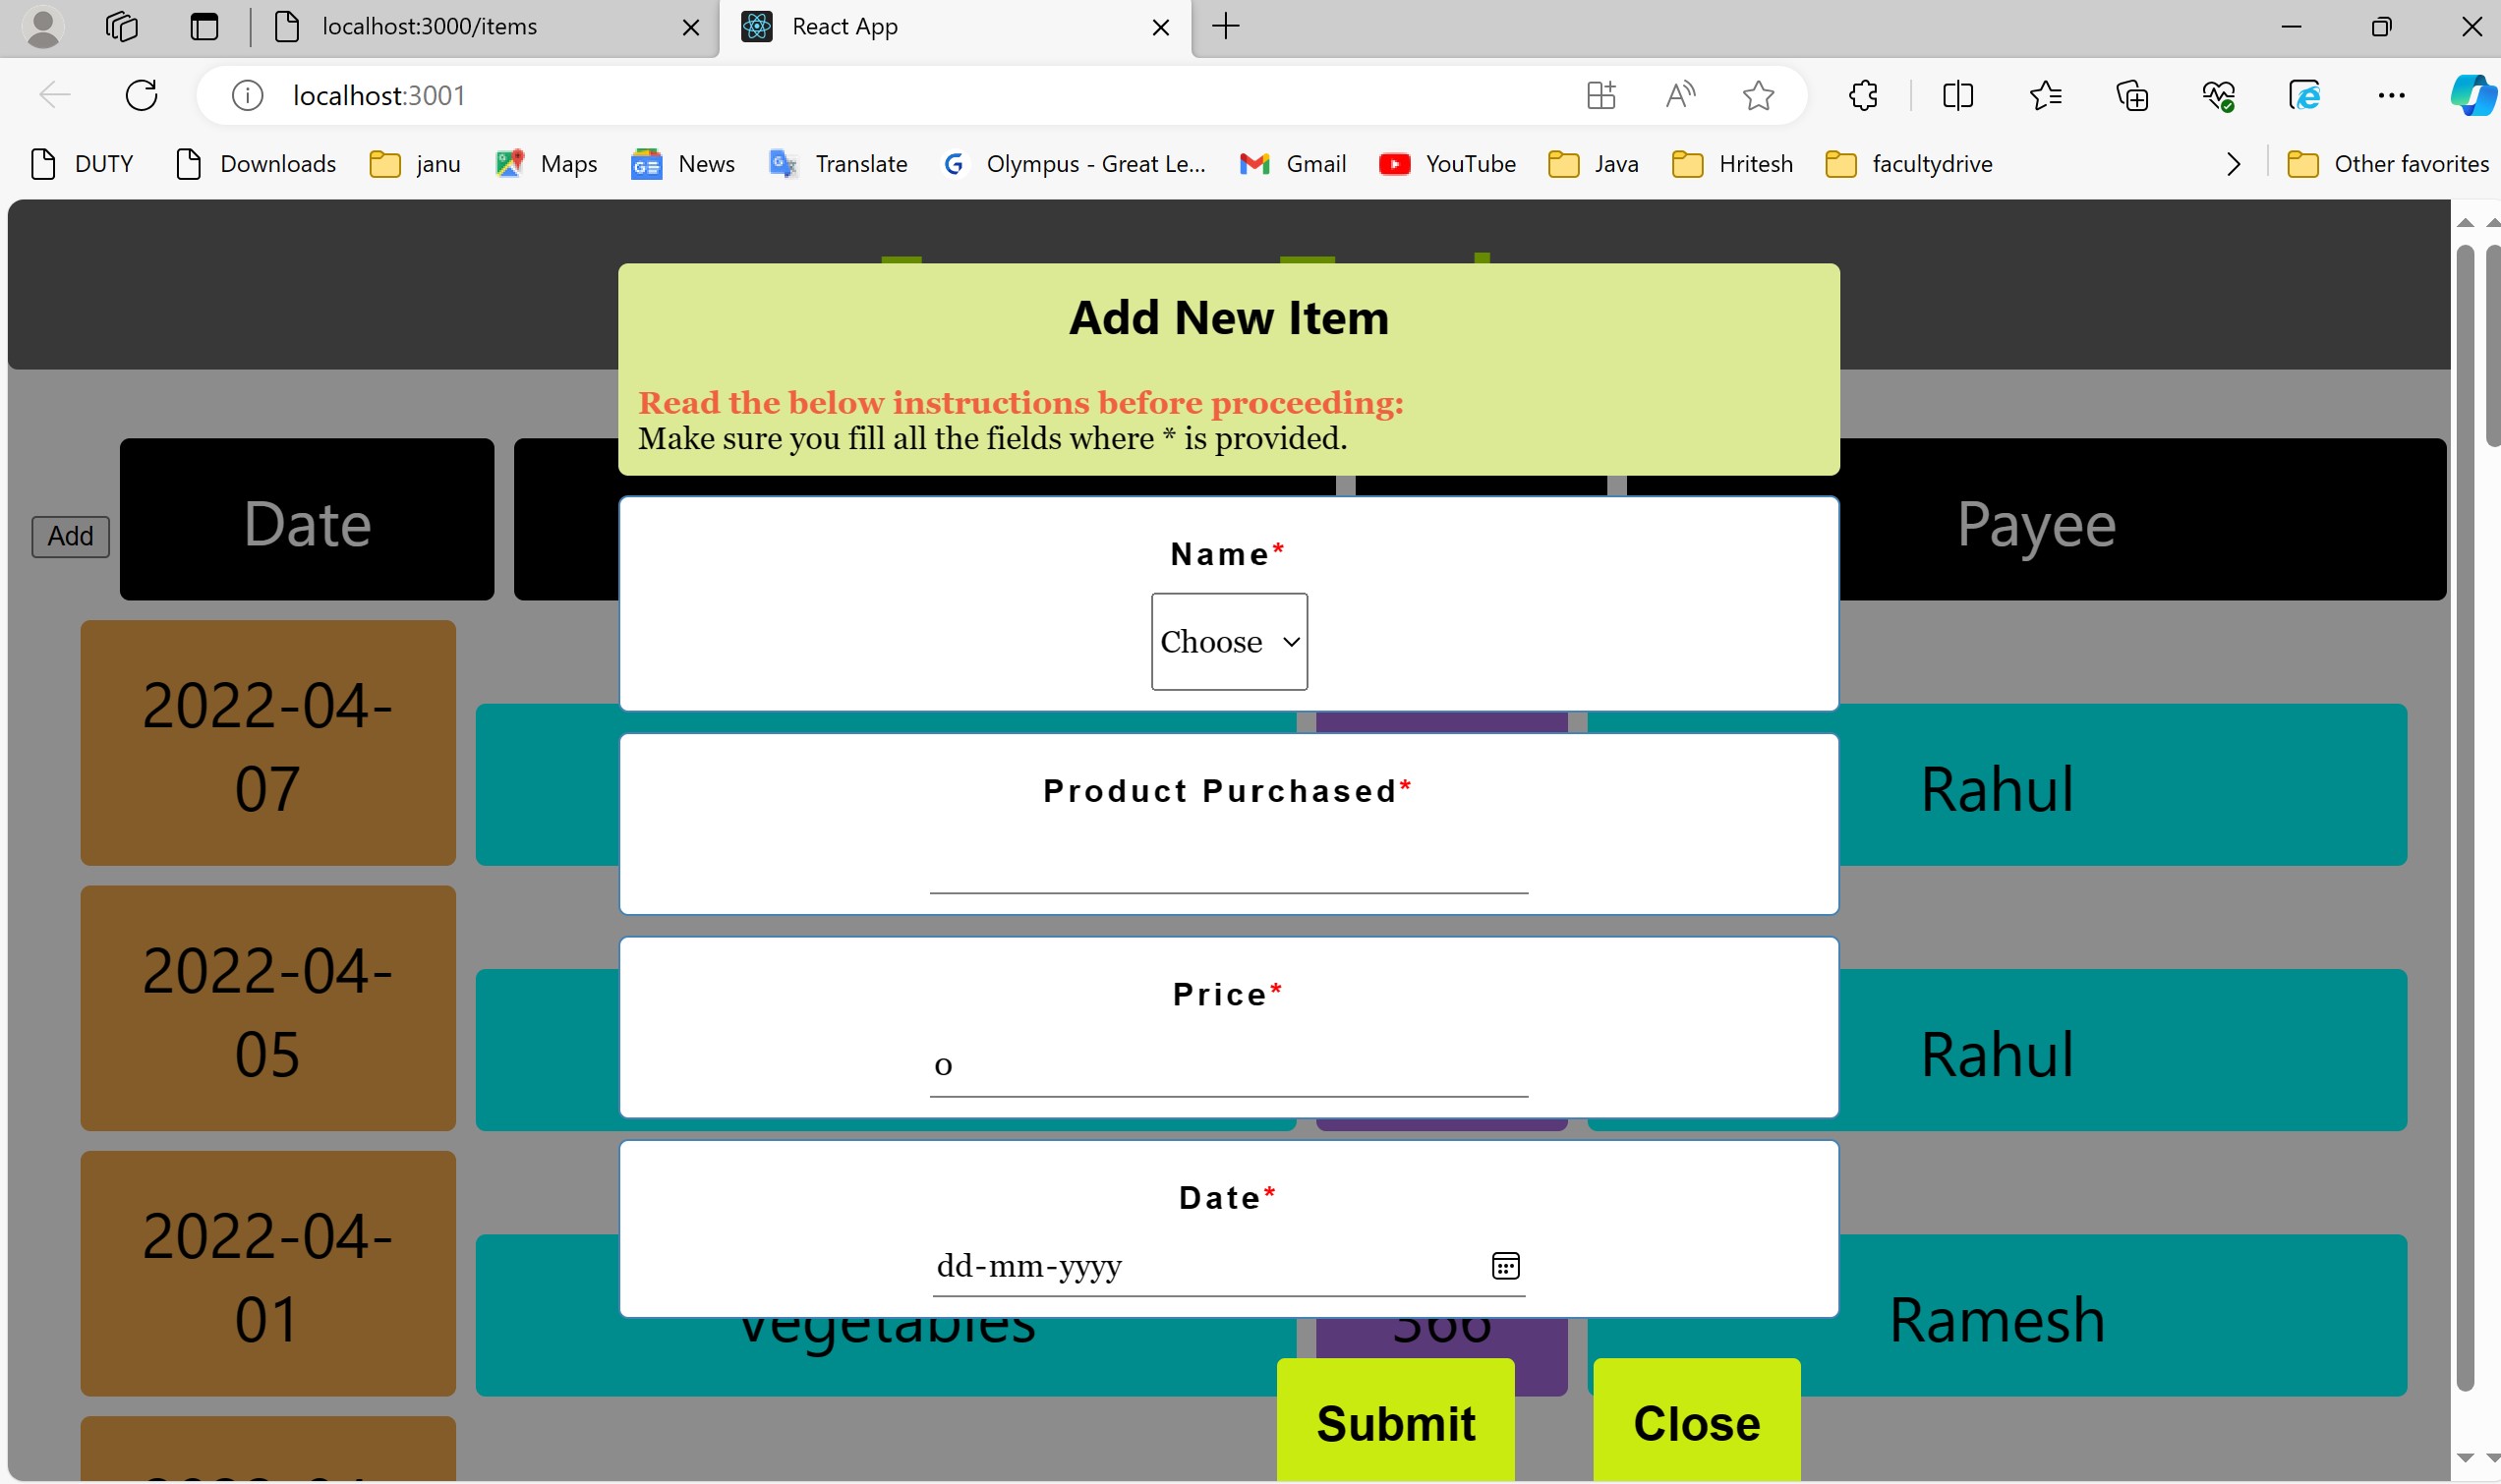 localhost:3000/items
React App
localhost:3001
DUTY
Downloads
janu
Maps
News
Translate
Olympus - Great Le...
Gmail
YouTube
Java
Hritesh
facultydrive
Other favorites
Add New Item
Read the below instructions before proceeding:
Make sure you fill all the fields where * is provided.
Add
Date
Payee
Name*
Choose
2022-04-
07
Rahul
Product Purchased*
2022-04-
05
Rahul
Price*
0
2022-04-
01
Vegetables
366
Ramesh
Date*
dd-mm-yyyy
Submit
Close